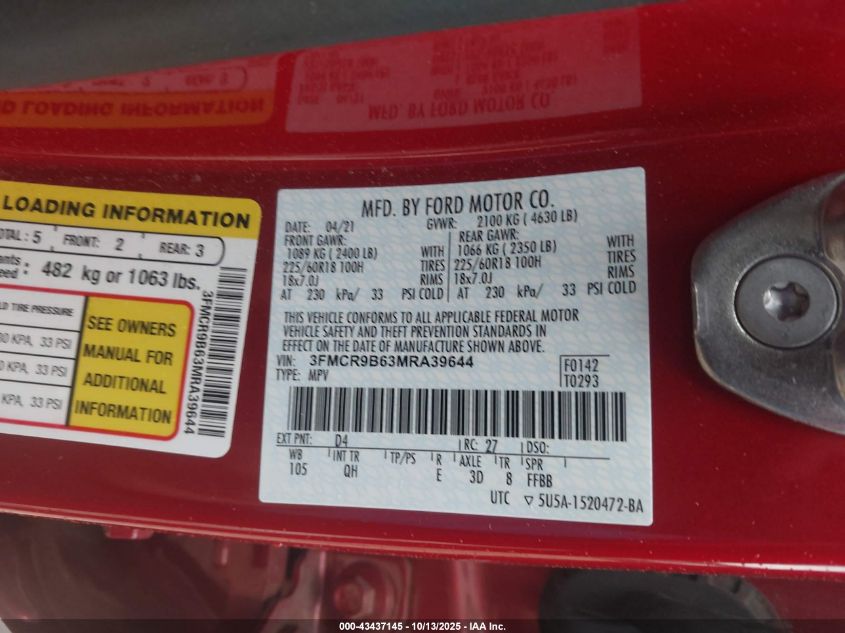 LOADING INFORMATION
TOTAL: 5 FRONT: 2 REAR: 3
482 kg or 1063 lbs.
TIRE PRESSURE
KPA, 33 PSI
KPA, 33 PSI
KPA, 33 PSI
SEE OWNERS
MANUAL FOR
ADDITIONAL
INFORMATION
3FMCR9B63MRA39644
MFD. BY FORD MOTOR CO.
DATE: 04/21 GVWR: 2100 KG ( 4630 LB)
FRONT GAWR: REAR GAWR:
1089 KG ( 2400 LB) WITH 1066 KG ( 2350 LB) WITH
225/60R18 100H TIRES 225/60R18 100H TIRES
18x7.0J RIMS 18x7.0J RIMS
AT 230 kPa/ 33 PSI COLD AT 230 kPa/ 33 PSI COLD
THIS VEHICLE CONFORMS TO ALL APPLICABLE FEDERAL MOTOR
VEHICLE SAFETY AND THEFT PREVENTION STANDARDS IN
EFFECT ON THE DATE OF MANUFACTURE SHOWN ABOVE.
VIN: 3FMCR9B63MRA39644 F0142
TYPE: MPV T0293
EXT PNT: D4 RC: 27 DSO:
WB INT TR TP/PS R AXLE TR SPR
105 QH E 3D 8 FFBB
UTC ▽ 5U5A-1520472-BA
000-43437145 - 10/13/2025 - IAA Inc.